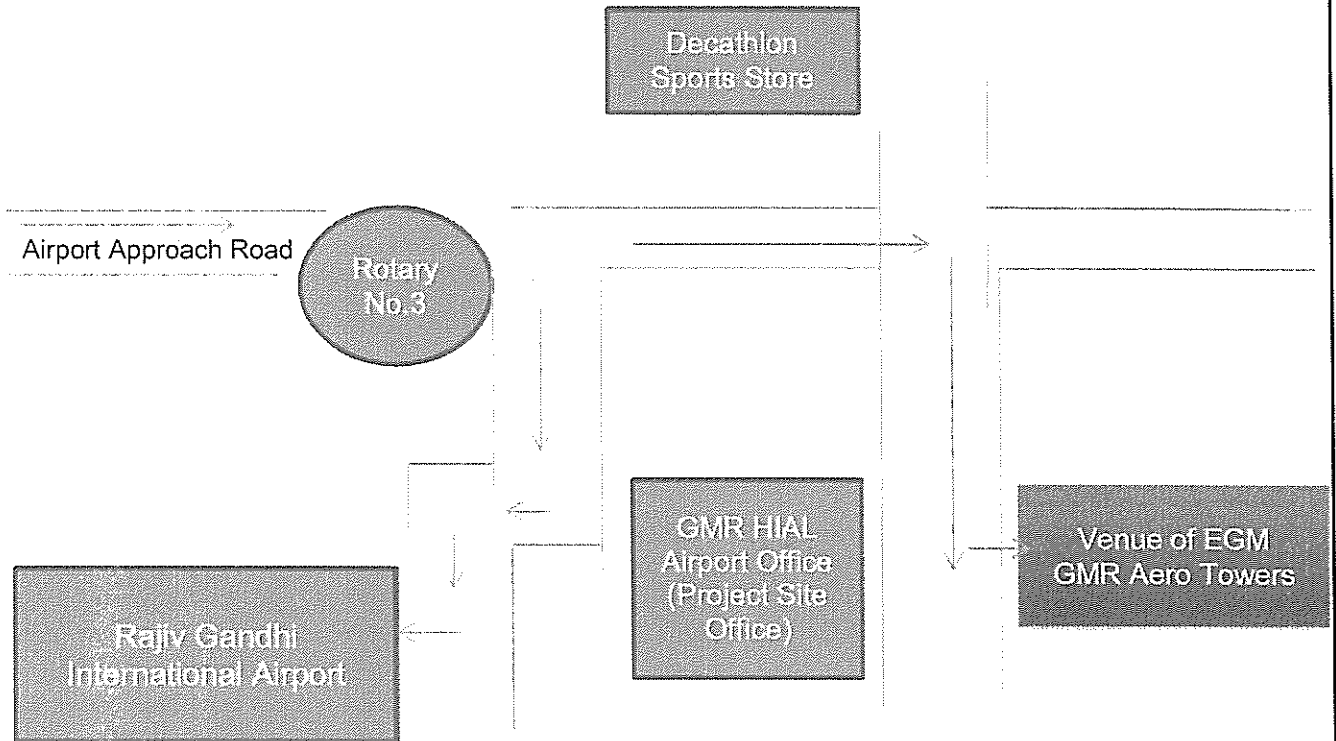 Decathlon
Sports Store
Airport Approach Road
Rotary
No.3
GMR HIAL
Airport Office
(Project Site
Office)
Venue of EGM
GMR Aero Towers
Rajiv Gandhi
International Airport